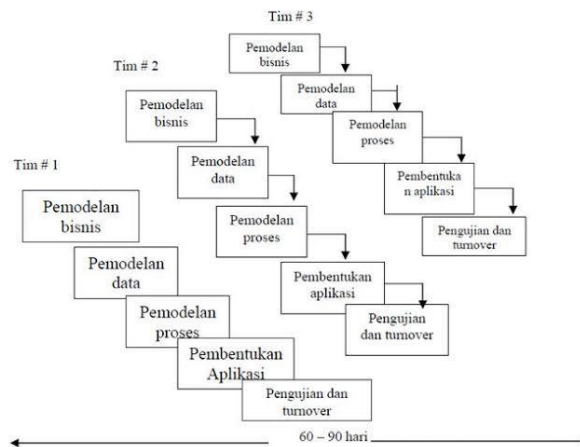 Tim # 3
Pemodelan
bisnis
Pemodelan
data
Pemodelan
proses
Pembentuka
n aplikasi
Pengujian dan
turnover
Tim # 2
Pemodelan
bisnis
Pemodelan
data
Pemodelan
proses
Pembentukan
aplikasi
Pengujian
dan turnover
Tim # 1
Pemodelan
bisnis
Pemodelan
data
Pemodelan
proses
Pembentukan
Aplikasi
Pengujian dan
turnover
60 – 90 hari